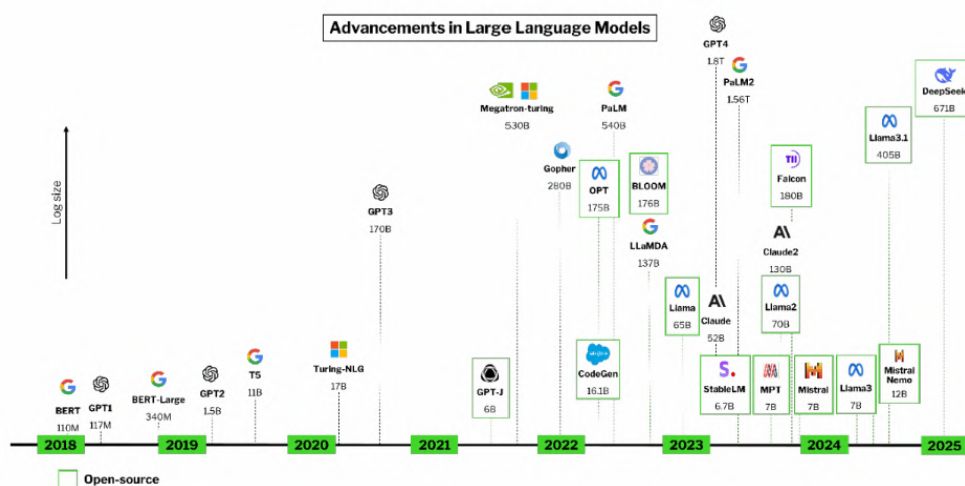 Advancements in Large Language Models
Log size
BERT
110M
GPT1
117M
BERT-Large
340M
GPT2
1.5B
T5
11B
Turing-NLG
17B
GPT3
170B
GPT-J
6B
Megatron-turing
530B
Gopher
280B
PaLM
540B
OPT
175B
CodeGen
16.1B
BLOOM
176B
LLaMDA
137B
Llama
65B
GPT4
1.8T
Claude
52B
PaLM2
1.56T
StableLM
6.7B
MPT
7B
TII
Falcon
180B
Claude2
130B
Llama2
70B
Mistral
7B
Llama3
7B
Llama3.1
405B
Mistral
Nemo
12B
DeepSeek
671B
2018
2019
2020
2021
2022
2023
2024
2025
Open-source